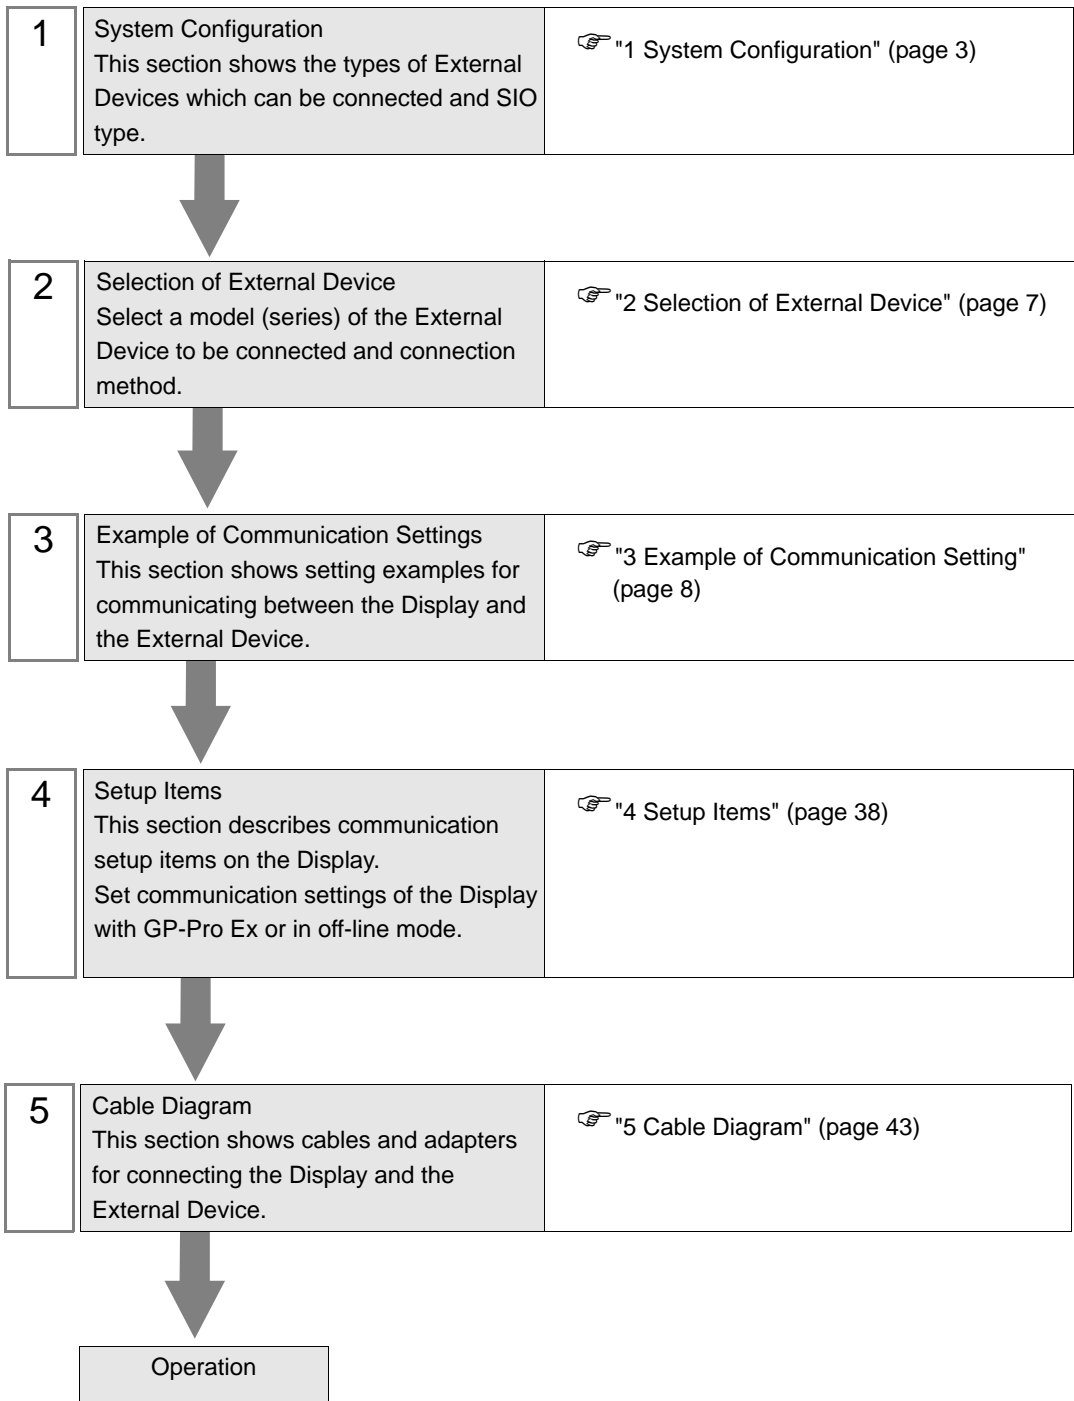 1
System Configuration
This section shows the types of External
Devices which can be connected and SIO
type.
"1 System Configuration" (page 3)
2
Selection of External Device
Select a model (series) of the External
Device to be connected and connection
method.
"2 Selection of External Device" (page 7)
3
Example of Communication Settings
This section shows setting examples for
communicating between the Display and
the External Device.
"3 Example of Communication Setting"
(page 8)
4
Setup Items
This section describes communication
setup items on the Display.
Set communication settings of the Display
with GP-Pro Ex or in off-line mode.
"4 Setup Items" (page 38)
5
Cable Diagram
This section shows cables and adapters
for connecting the Display and the
External Device.
"5 Cable Diagram" (page 43)
Operation